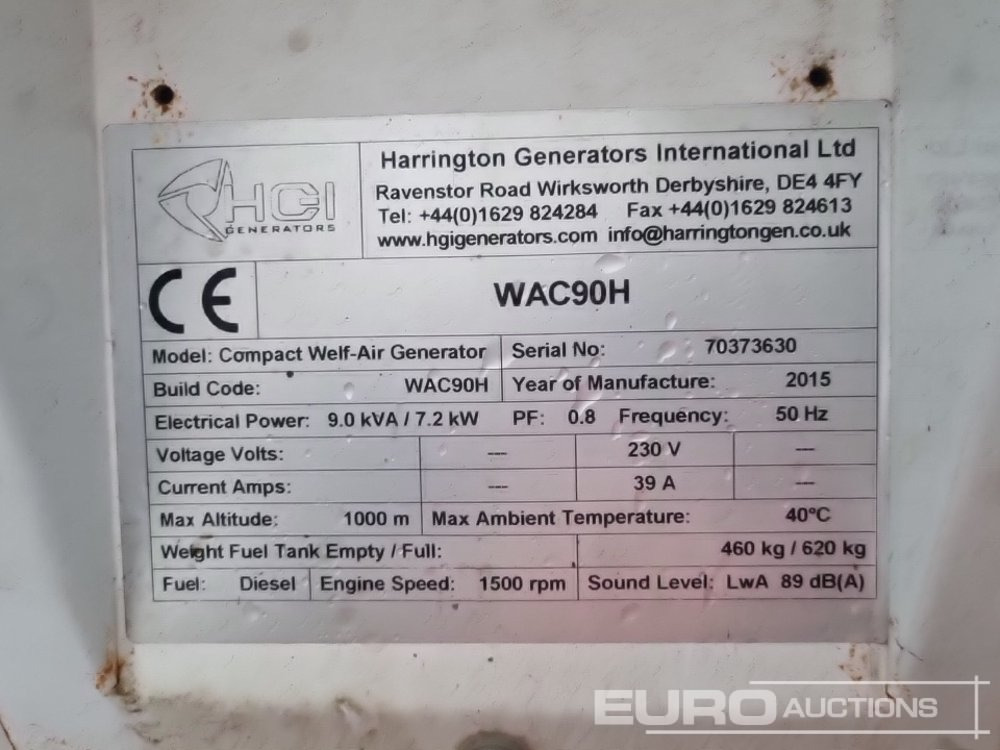 HGI
GENERATORS
Harrington Generators International Ltd
Ravenstor Road Wirksworth Derbyshire, DE4 4FY
Tel: +44(0)1629 824284 Fax +44(0)1629 824613
www.hgigenerators.com info@harringtongen.co.uk
CE
WAC90H
Model: Compact Welf-Air Generator Serial No: 70373630
Build Code: WAC90H Year of Manufacture: 2015
Electrical Power: 9.0 kVA / 7.2 kW PF: 0.8 Frequency: 50 Hz
Voltage Volts: --- 230 V ---
Current Amps: --- 39 A ---
Max Altitude: 1000 m Max Ambient Temperature: 40°C
Weight Fuel Tank Empty / Full: 460 kg / 620 kg
Fuel: Diesel Engine Speed: 1500 rpm Sound Level: LwA 89 dB(A)
EURO AUCTIONS